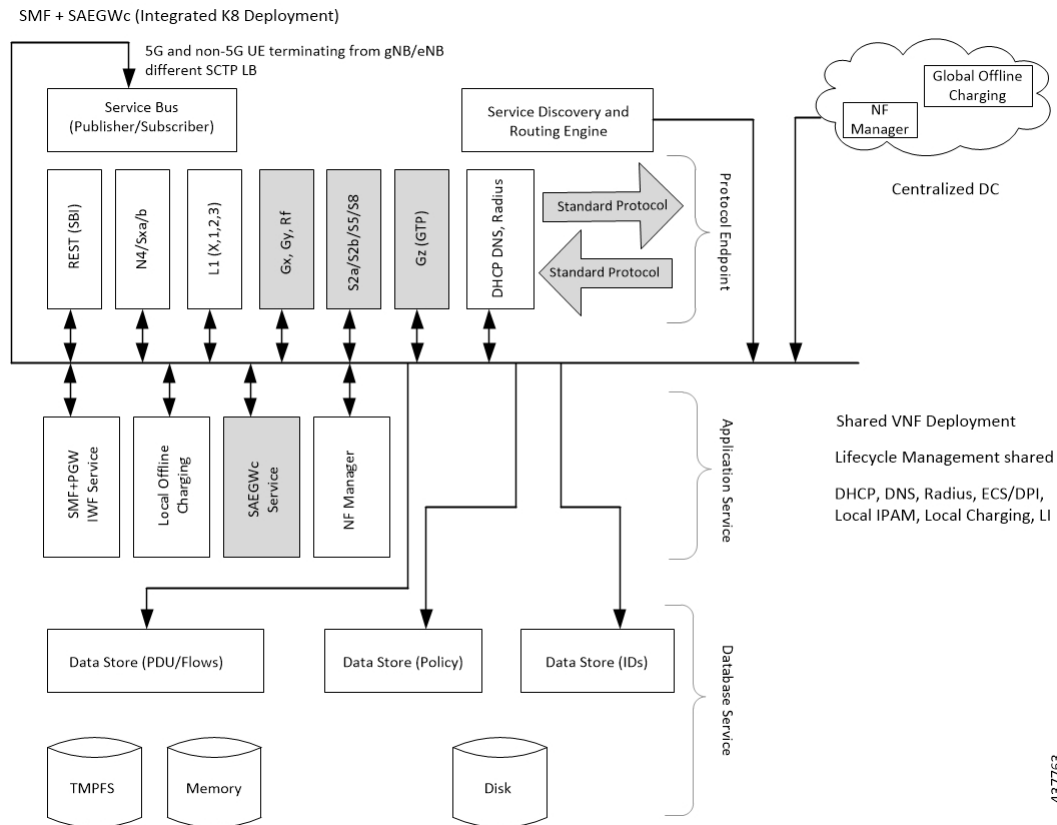 SMF + SAEGWc (Integrated K8 Deployment)
5G and non-5G UE terminating from gNB/eNB
different SCTP LB
Service Bus
(Publisher/Subscriber)
Service Discovery and
Routing Engine
Global Offline
Charging
NF
Manager
Centralized DC
REST (SBI)
N4/Sxa/b
L1 (X,1,2,3)
Gx, Gy, Rf
S2a/S2b/S5/S8
Gz (GTP)
DHCP DNS, Radius
Standard Protocol
Standard Protocol
Protocol Endpoint
SMF+PGW
IWF Service
Local Offline
Charging
SAEGWc
Service
NF Manager
Application Service
Shared VNF Deployment
Lifecycle Management shared
DHCP, DNS, Radius, ECS/DPI,
Local IPAM, Local Charging, LI
Data Store (PDU/Flows)
Data Store (Policy)
Data Store (IDs)
Database Service
TMPFS
Memory
Disk
437763